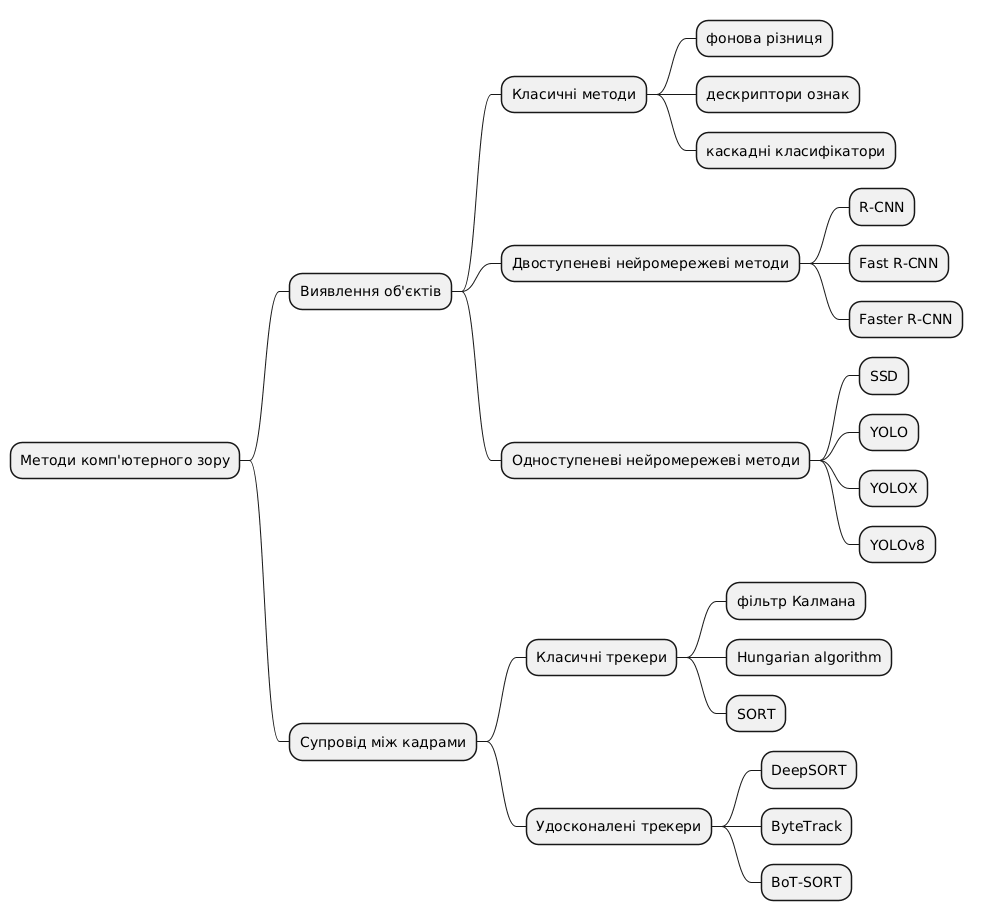 Методи комп'ютерного зору
Виявлення об'єктів
Класичні методи
фонова різниця
дескриптори ознак
каскадні класифікатори
Двоступеневі нейромережеві методи
R-CNN
Fast R-CNN
Faster R-CNN
Одноступеневі нейромережеві методи
SSD
YOLO
YOLOX
YOLOv8
Супровід між кадрами
Класичні трекери
фільтр Калмана
Hungarian algorithm
SORT
Удосконалені трекери
DeepSORT
ByteTrack
BoT-SORT